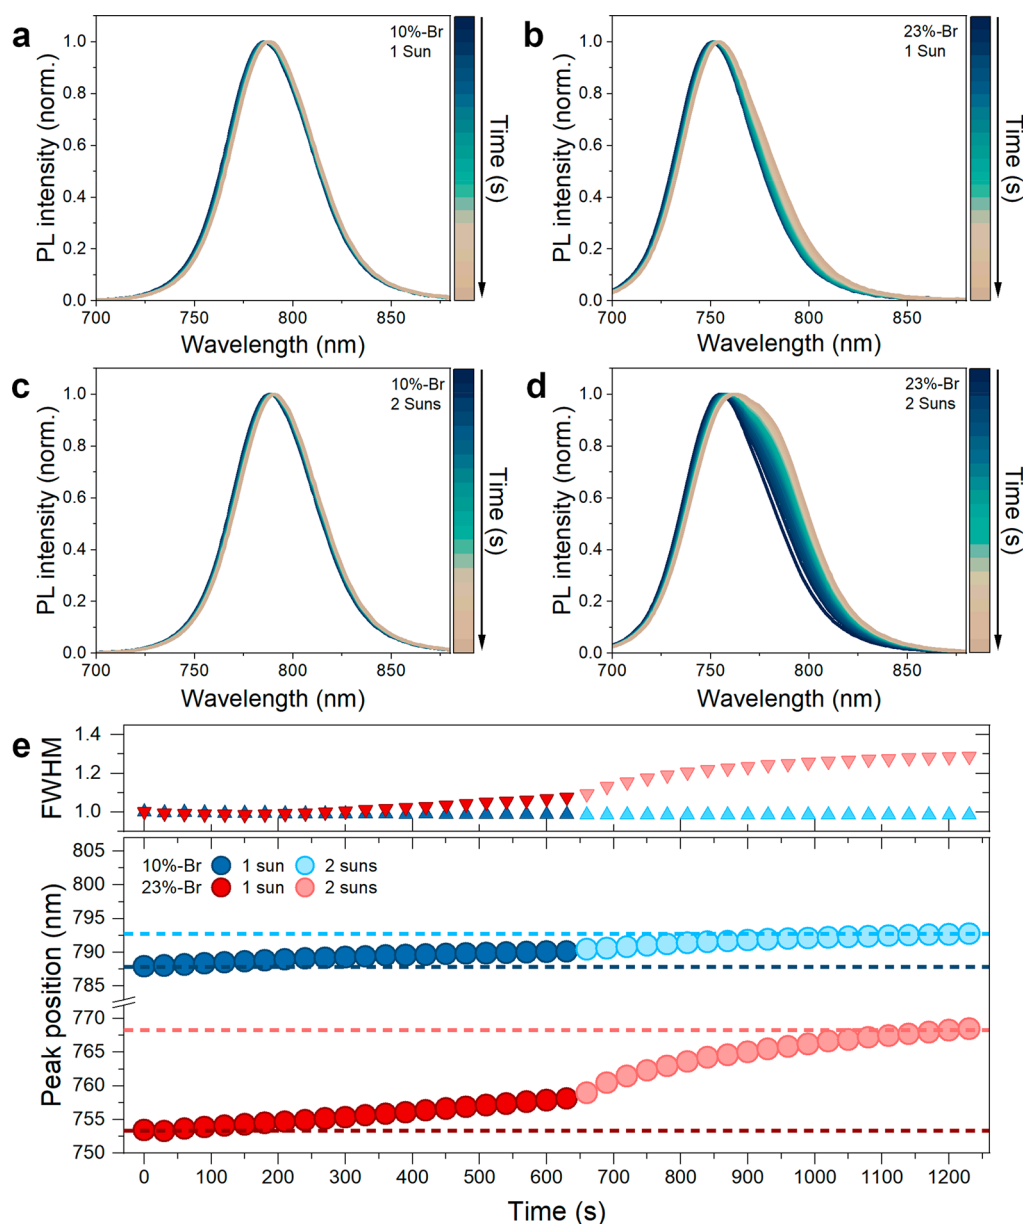 a
10%-Br
1 Sun
PL intensity (norm.)
1.0
0.8
0.6
0.4
0.2
0.0
700
750
800
850
Wavelength (nm)
Time (s)
b
23%-Br
1 Sun
PL intensity (norm.)
1.0
0.8
0.6
0.4
0.2
0.0
700
750
800
850
Wavelength (nm)
Time (s)
c
10%-Br
2 Suns
PL intensity (norm.)
1.0
0.8
0.6
0.4
0.2
0.0
700
750
800
850
Wavelength (nm)
Time (s)
d
23%-Br
2 Suns
PL intensity (norm.)
1.0
0.8
0.6
0.4
0.2
0.0
700
750
800
850
Wavelength (nm)
Time (s)
e
FWHM
1.4
1.2
1.0
Peak position (nm)
805
800
795
790
785
770
765
760
755
750
10%-Br 1 sun 2 suns
23%-Br 1 sun 2 suns
0 100 200 300 400 500 600 700 800 900 1000 1100 1200
Time (s)